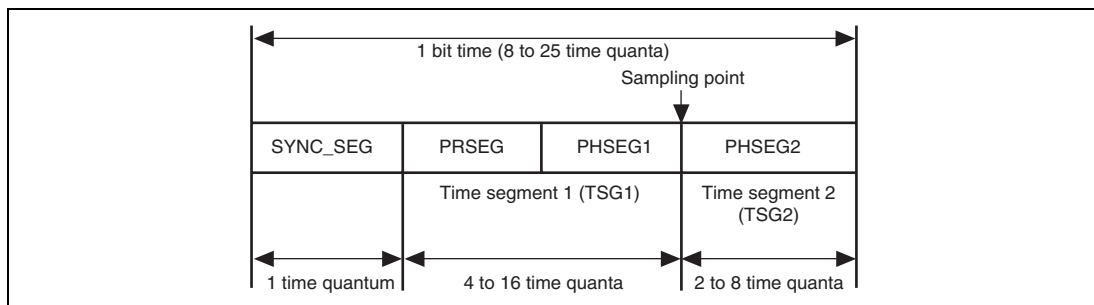 1 bit time (8 to 25 time quanta)
Sampling point
SYNC_SEG
PRSEG
PHSEG1
PHSEG2
Time segment 1 (TSG1)
Time segment 2
(TSG2)
1 time quantum
4 to 16 time quanta
2 to 8 time quanta